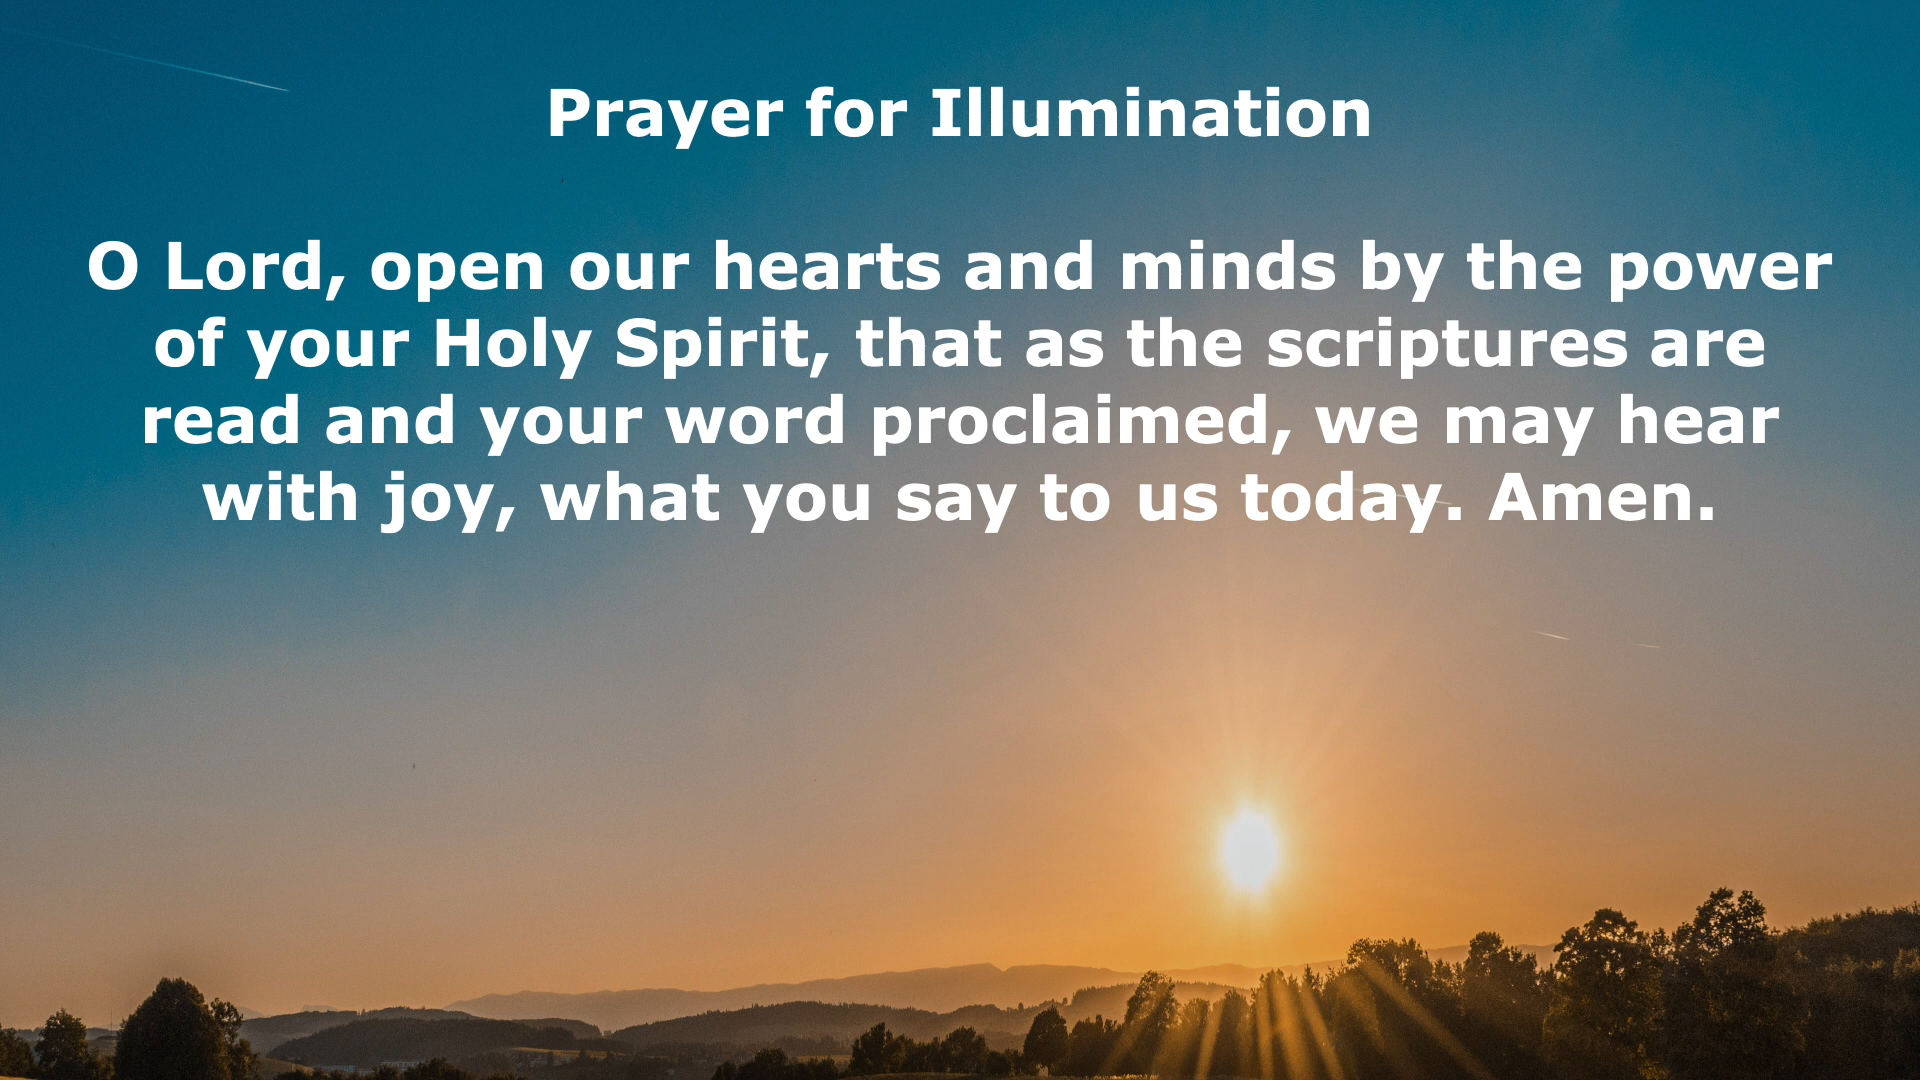 Prayer for Illumination
O Lord, open our hearts and minds by the power
of your Holy Spirit, that as the scriptures are
read and your word proclaimed, we may hear
with joy, what you say to us today. Amen.